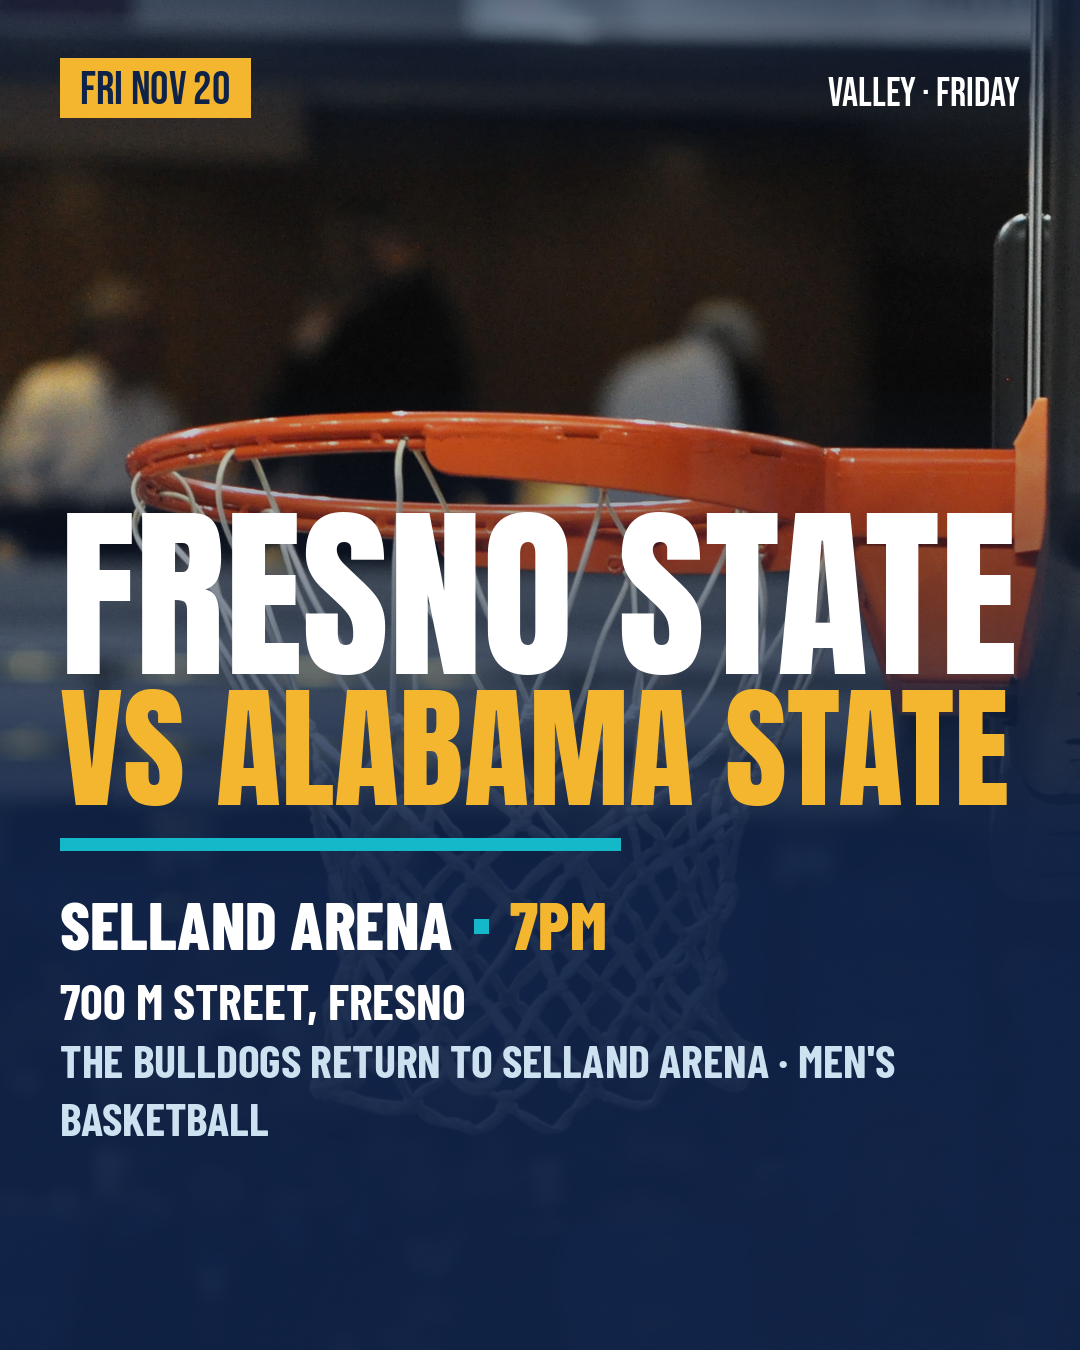 FRI NOV 20
VALLEY · FRIDAY
FRESNO STATE
VS ALABAMA STATE
SELLAND ARENA ▪ 7PM
700 M STREET, FRESNO
THE BULLDOGS RETURN TO SELLAND ARENA · MEN'S
BASKETBALL